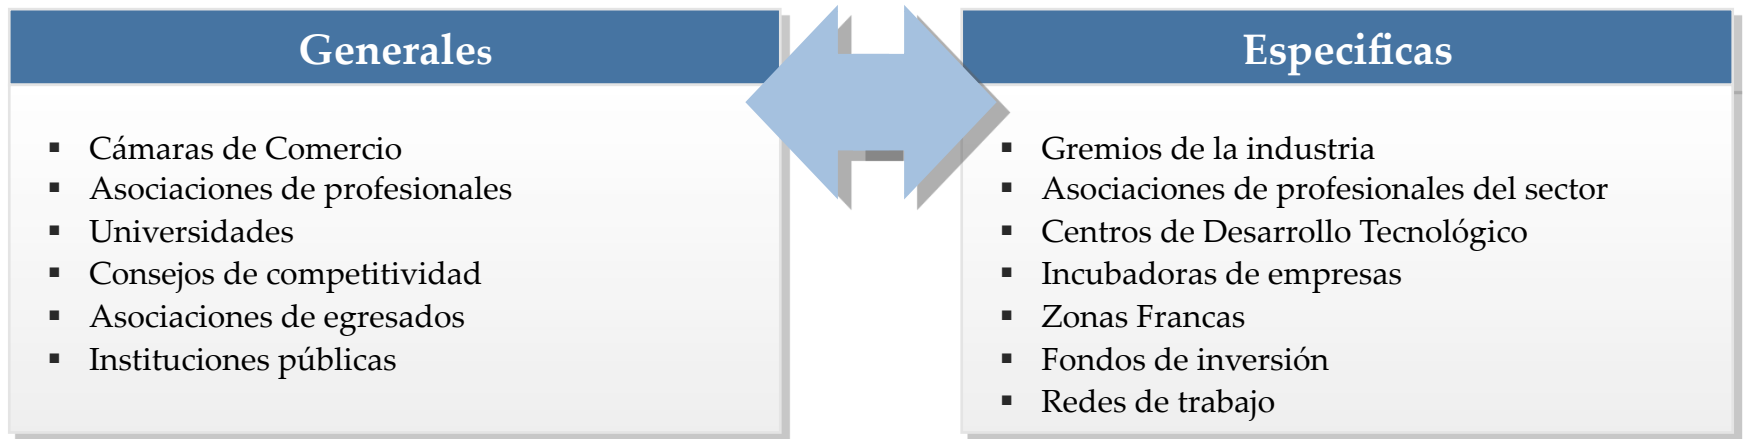 Generales
▪ Cámaras de Comercio
▪ Asociaciones de profesionales
▪ Universidades
▪ Consejos de competitividad
▪ Asociaciones de egresados
▪ Instituciones públicas
Especificas
▪ Gremios de la industria
▪ Asociaciones de profesionales del sector
▪ Centros de Desarrollo Tecnológico
▪ Incubadoras de empresas
▪ Zonas Francas
▪ Fondos de inversión
▪ Redes de trabajo